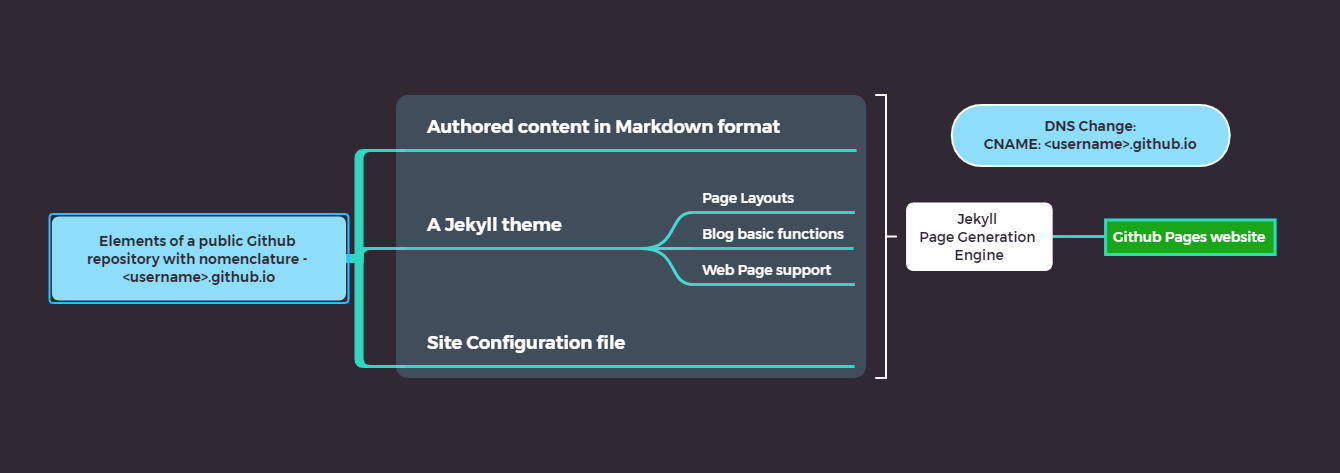 Elements of a public Github
repository with nomenclature -
<username>.github.io
Authored content in Markdown format
A Jekyll theme
Page Layouts
Blog basic functions
Web Page support
Site Configuration file
DNS Change:
CNAME: <username>.github.io
Jekyll
Page Generation
Engine
Github Pages website